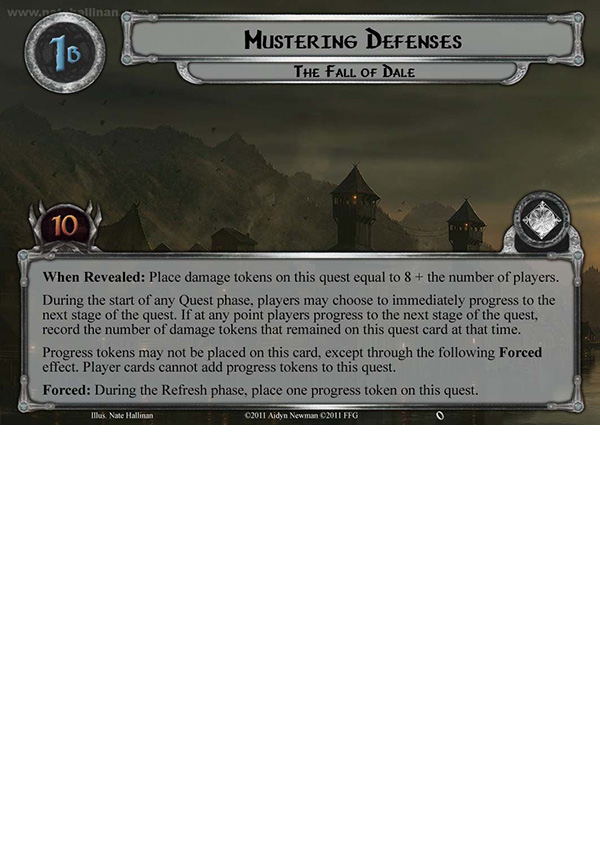 www.natehallinan.com
1B
MUSTERING DEFENSES
THE FALL OF DALE
10
When Revealed: Place damage tokens on this quest equal to 8 + the number of players.
During the start of any Quest phase, players may choose to immediately progress to the
next stage of the quest. If at any point players progress to the next stage of the quest,
record the number of damage tokens that remained on this quest card at that time.
Progress tokens may not be placed on this card, except through the following Forced
effect. Player cards cannot add progress tokens to this quest.
Forced: During the Refresh phase, place one progress token on this quest.
Illus. Nate Hallinan ©2011 Aidyn Newman ©2011 FFG 0